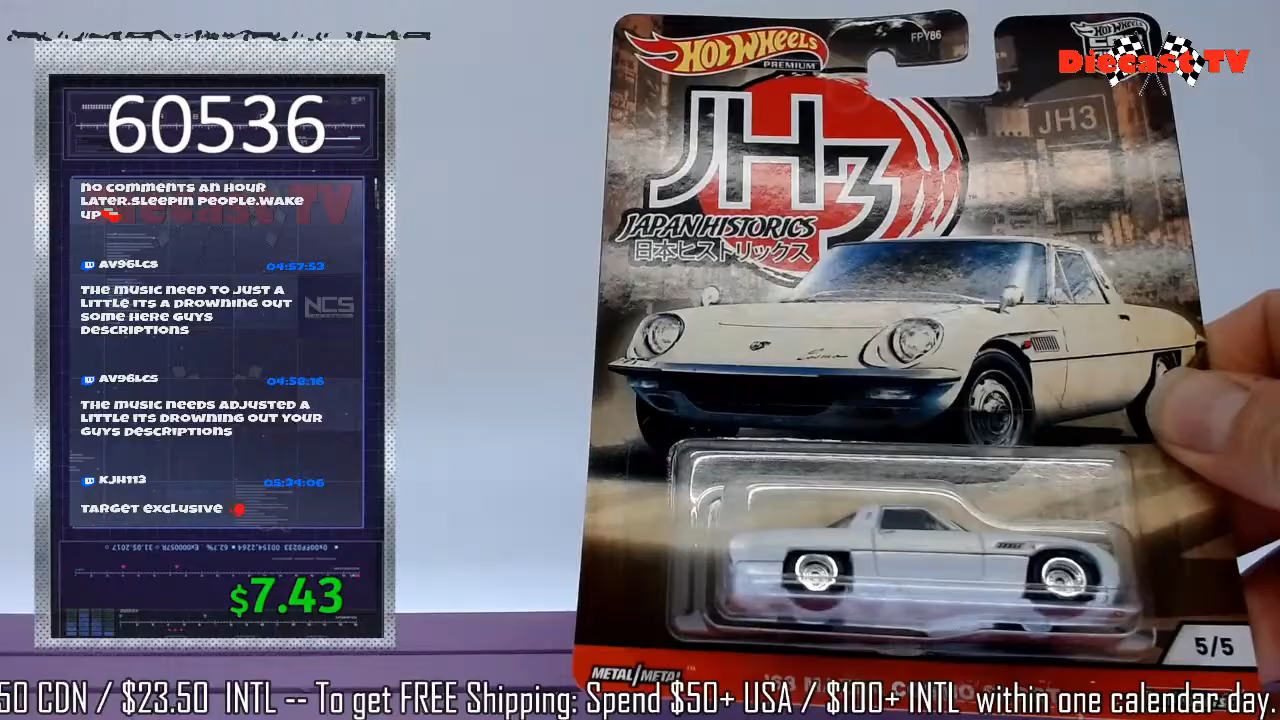 60536
NO COMMENTS AN HOUR
LATER.SLEEPIN PEOPLE.WAKE
UP
AV96LCS 04:57:53
THE MUSIC NEED TO JUST A
LITTLE ITS A DROWNING OUT
SOME HERE GUYS
DESCRIPTIONS
NCS
AV96LCS 04:58:16
THE MUSIC NEEDS ADJUSTED A
LITTLE ITS DROWNING OUT YOUR
GUYS DESCRIPTIONS
KJH113 05:34:06
TARGET EXCLUSIVE
$7.43
HOT WHEELS
PREMIUM
FPY86
HOT WHEELS
Diecast TV
JH3
JH3
JAPAN HISTORICS
日本ヒストリックス
5/5
METAL/METAL
50 CDN / $23.50 INTL -- To get FREE Shipping: Spend $50+ USA / $100+ INTL within one calendar day.